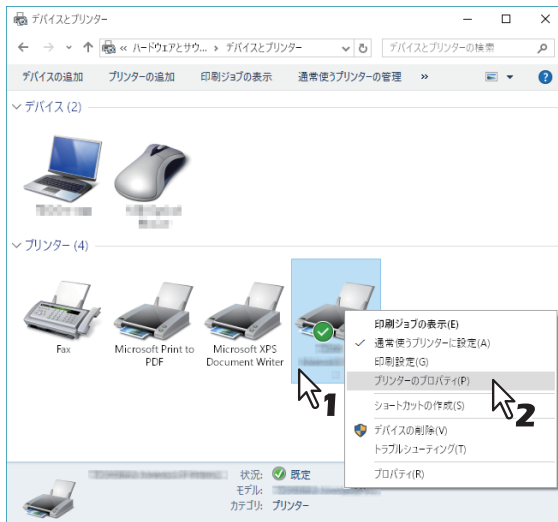 デバイスとプリンター
« ハードウェアとサウ... › デバイスとプリンター デバイスとプリンターの検索
デバイスの追加 プリンターの追加 印刷ジョブの表示 通常使うプリンターの管理 »
デバイス (2)
プリンター (4)
Fax
Microsoft Print to
PDF
Microsoft XPS
Document Writer
印刷ジョブの表示(E)
通常使うプリンターに設定(A)
印刷設定(G)
プリンターのプロパティ(P)
ショートカットの作成(S)
デバイスの削除(V)
トラブルシューティング(T)
プロパティ(R)
1
2
状況: 既定
モデル:
カテゴリ: プリンター